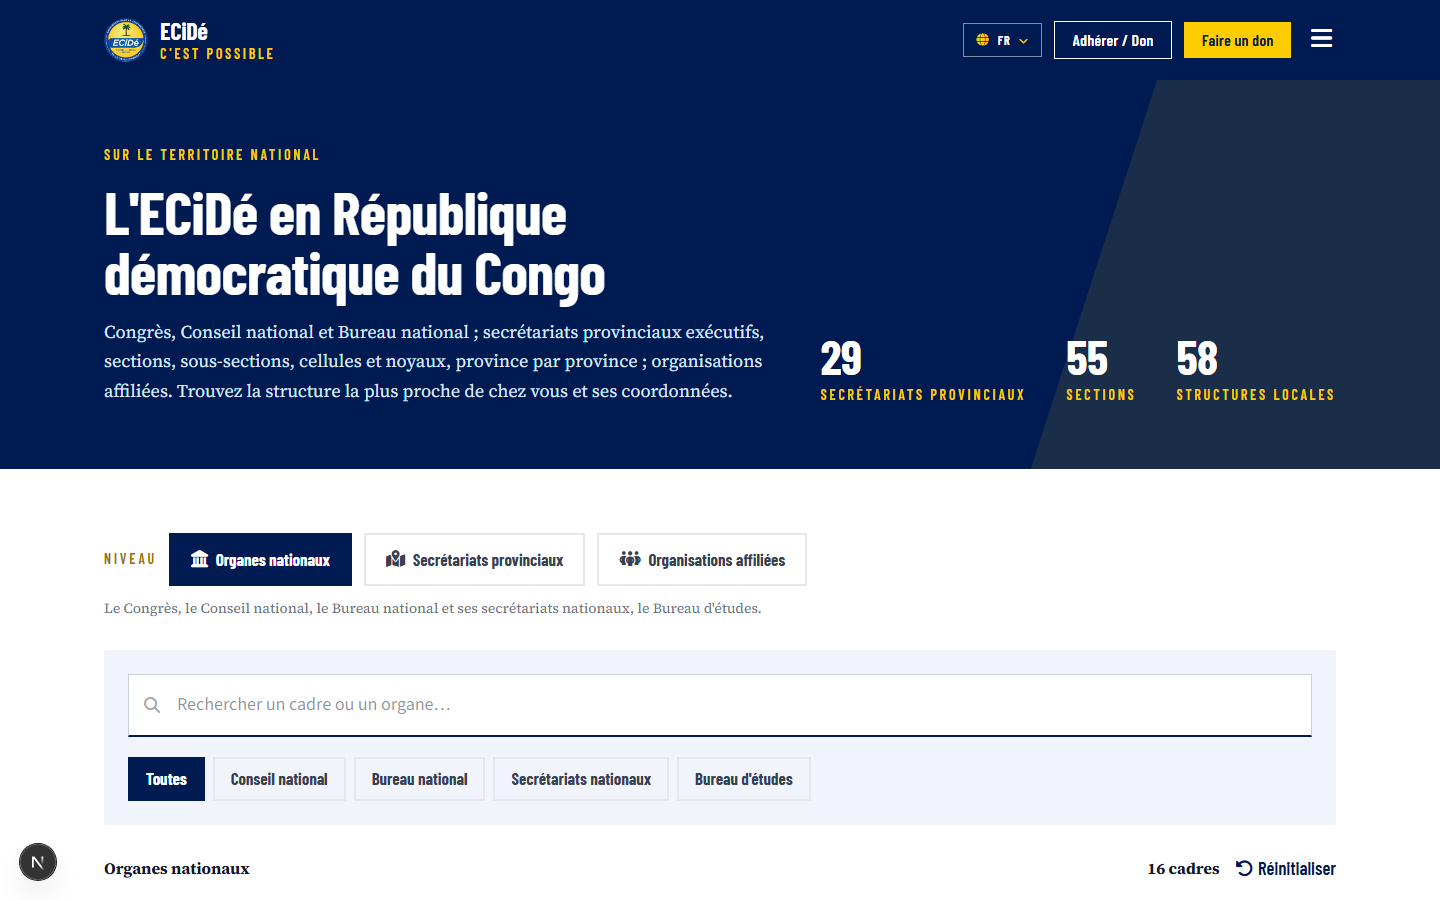 ECiDé
ECiDé
C'EST POSSIBLE
FR
Adhérer / Don
Faire un don
SUR LE TERRITOIRE NATIONAL
L'ECiDé en République
démocratique du Congo
Congrès, Conseil national et Bureau national ; secrétariats provinciaux exécutifs,
sections, sous-sections, cellules et noyaux, province par province ; organisations
affiliées. Trouvez la structure la plus proche de chez vous et ses coordonnées.
29
SECRÉTARIATS PROVINCIAUX
55
SECTIONS
58
STRUCTURES LOCALES
NIVEAU
Organes nationaux
Secrétariats provinciaux
Organisations affiliées
Le Congrès, le Conseil national, le Bureau national et ses secrétariats nationaux, le Bureau d'études.
Rechercher un cadre ou un organe...
Toutes
Conseil national
Bureau national
Secrétariats nationaux
Bureau d'études
Organes nationaux
16 cadres
Réinitialiser
N